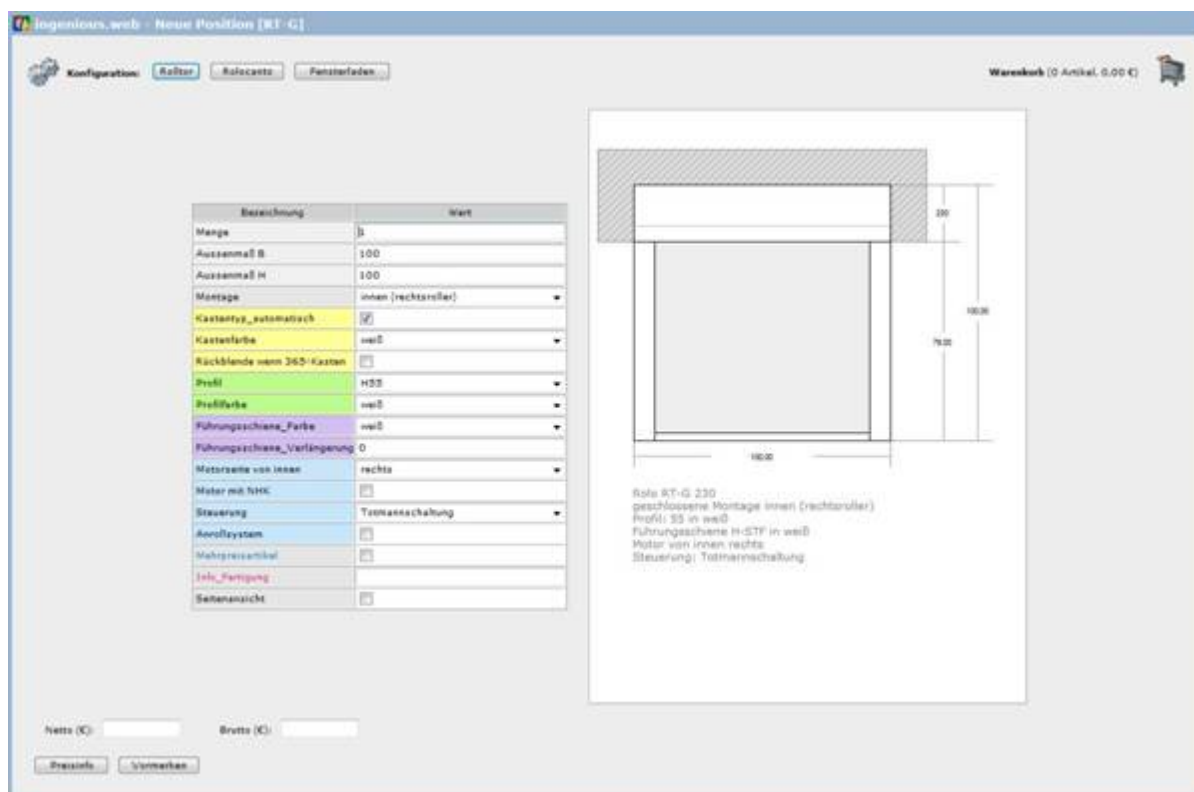 ingenious.web - Neue Position [RT-G]
Konfiguration: Rolltor Rolocanto Fensterladen
Warenkorb (0 Artikel, 0.00 €)
Bezeichnung Wert
Menge 1
Aussenmaß B 100
Aussenmaß H 100
Montage innen (rechtsroller)
Kastentyp_automatisch
Kastenfarbe weiß
Rückblende wenn 365-Kasten
Profil H55
Profilfarbe weiß
Führungsschiene_Farbe weiß
Führungsschiene_Verlängerung 0
Motorseite von innen rechts
Motor mit NHK
Steuerung Totmannschaltung
Anrollsystem
Mehrpreisartikel
Info_Fertigung
Seitenansicht
230
100.00
100.00
Rolo RT-G 230
geschlossene Montage innen (rechtsroller)
Profil: 55 in weiß
Führungsschiene H-STF in weiß
Motor von innen rechts
Steuerung: Totmannschaltung
Netto (€): Brutto (€):
Preisinfo Vormerken